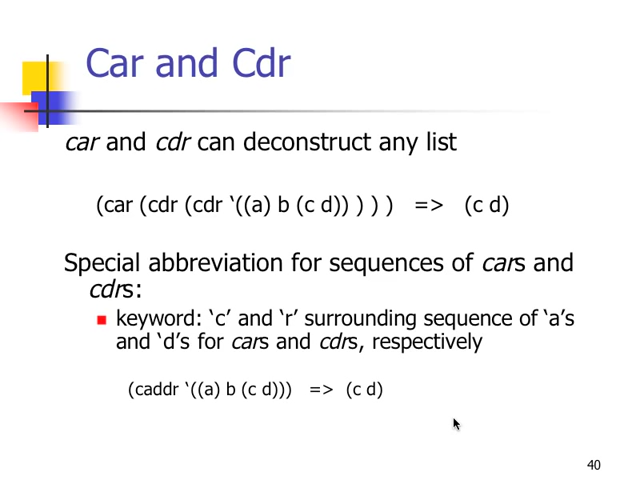 Car and Cdr
car and cdr can deconstruct any list
(car (cdr (cdr ‘((a) b (c d)) ) ) ) => (c d)
Special abbreviation for sequences of cars and
cdrs:
keyword: ‘c’ and ‘r’ surrounding sequence of ‘a’s
and ‘d’s for cars and cdrs, respectively
(caddr ‘((a) b (c d))) => (c d)
40